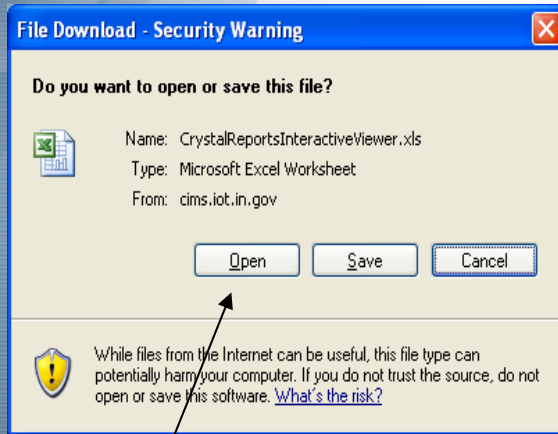 File Download - Security Warning
Do you want to open or save this file?
Name: CrystalReportsInteractiveViewer.xls
Type: Microsoft Excel Worksheet
From: cims.iot.in.gov
Open Save Cancel
While files from the Internet can be useful, this file type can
potentially harm your computer. If you do not trust the source, do not
open or save this software. What's the risk?